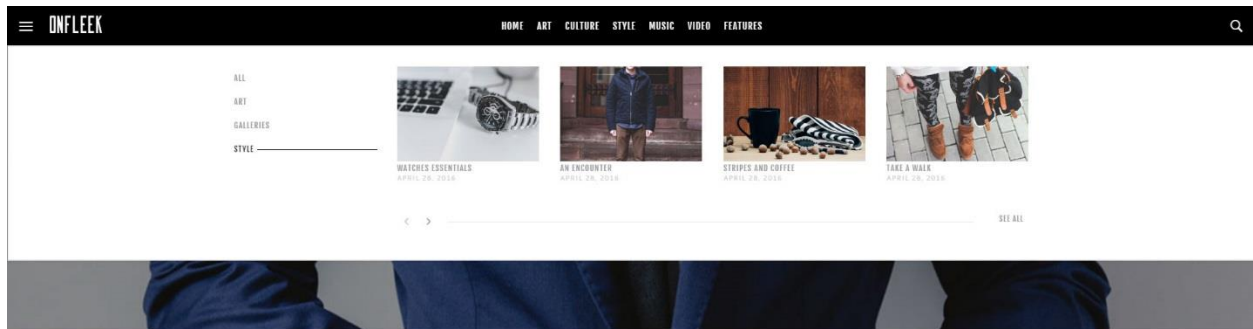 ONFLEEK
HOME ART CULTURE STYLE MUSIC VIDEO FEATURES
ALL
ART
GALLERIES
STYLE
WATCHES ESSENTIALS
APRIL 28, 2016
AN ENCOUNTER
APRIL 28, 2016
STRIPES AND COFFEE
APRIL 28, 2016
TAKE A WALK
APRIL 28, 2016
SEE ALL